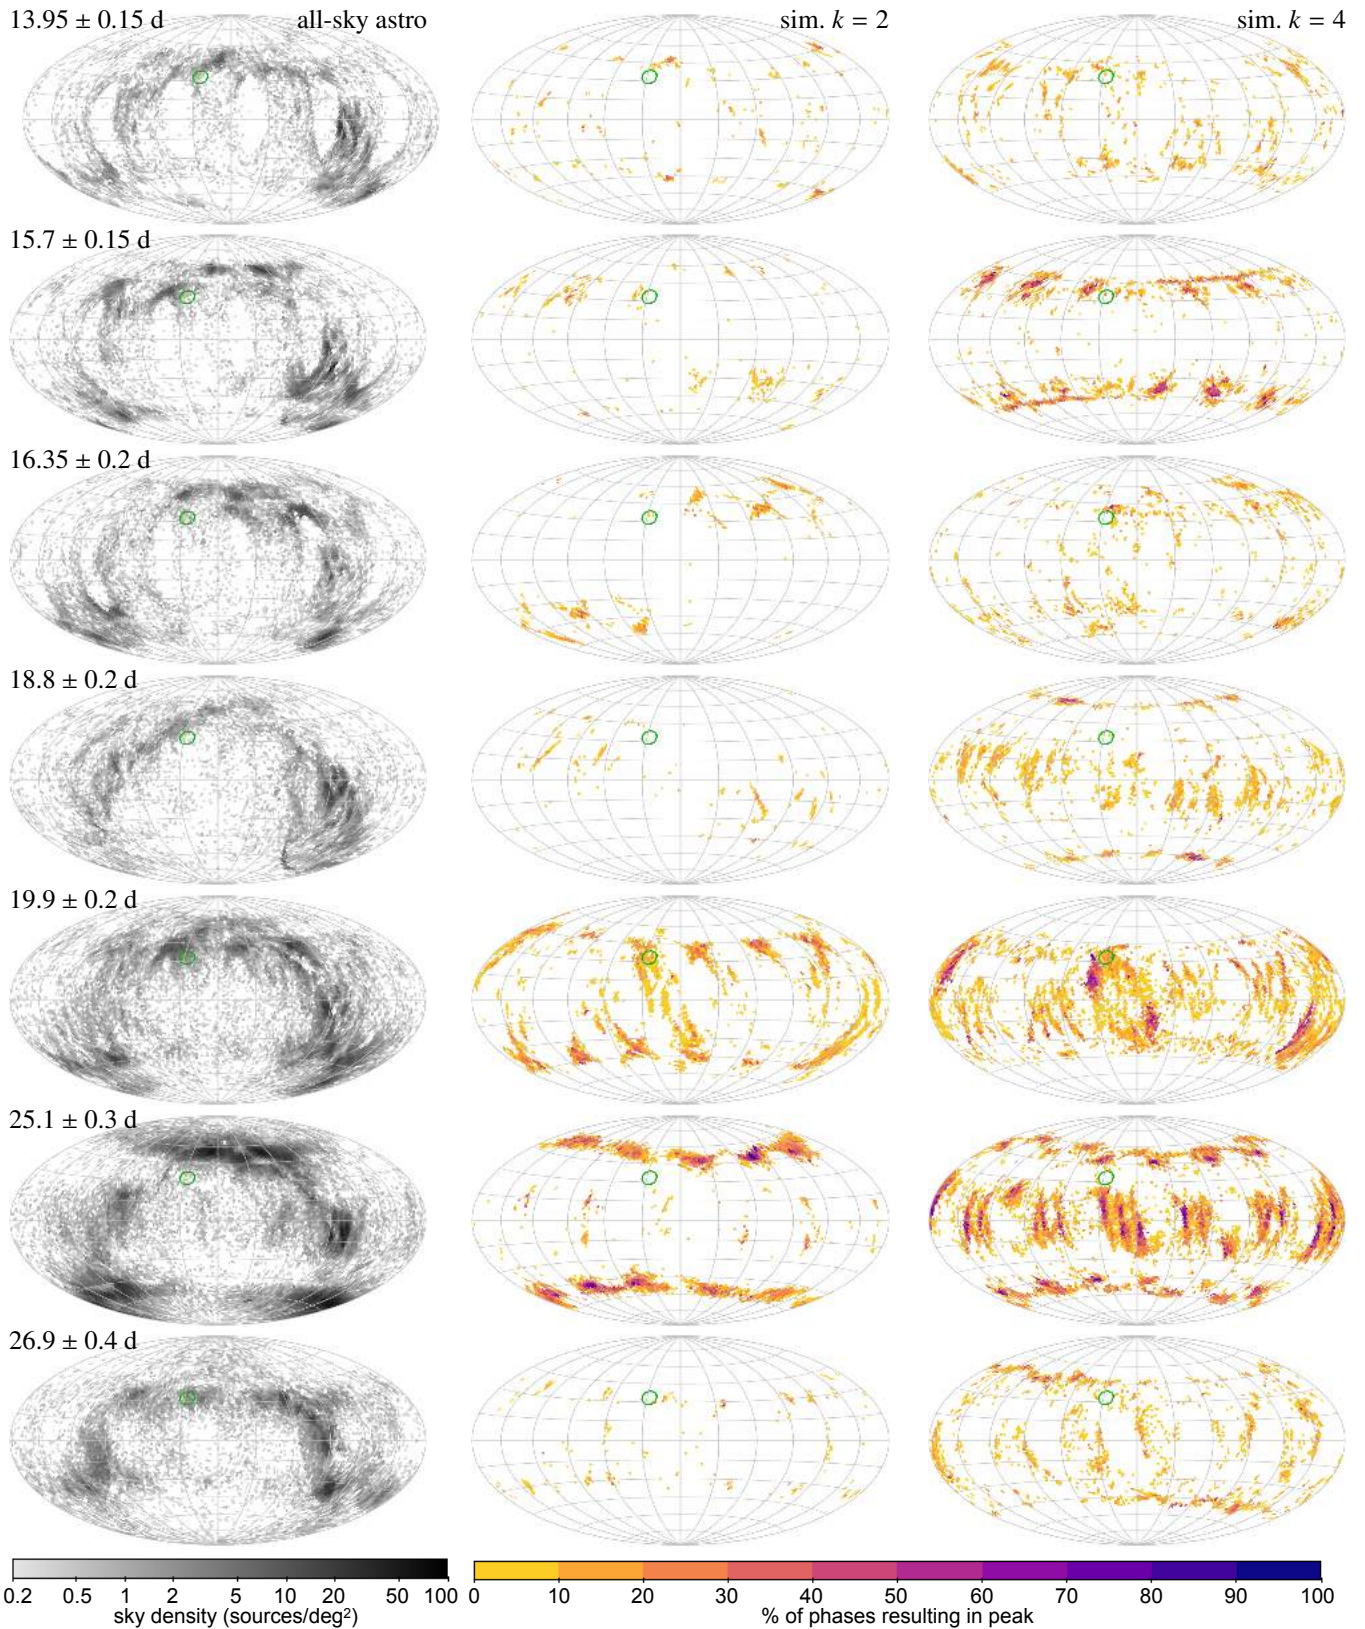 13.95 ± 0.15 d all-sky astro sim. k = 2 sim. k = 4
15.7 ± 0.15 d
16.35 ± 0.2 d
18.8 ± 0.2 d
19.9 ± 0.2 d
25.1 ± 0.3 d
26.9 ± 0.4 d
0.2 0.5 1 2 5 10 20 50 100
sky density (sources/deg²)
0 10 20 30 40 50 60 70 80 90 100
% of phases resulting in peak